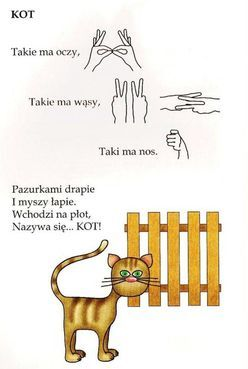 KOT
Takie ma oczy,
Takie ma wąsy,
Taki ma nos.
Pazurkami drapie
I myszy łapie.
Wchodzi na płot,
Nazywa się... KOT!